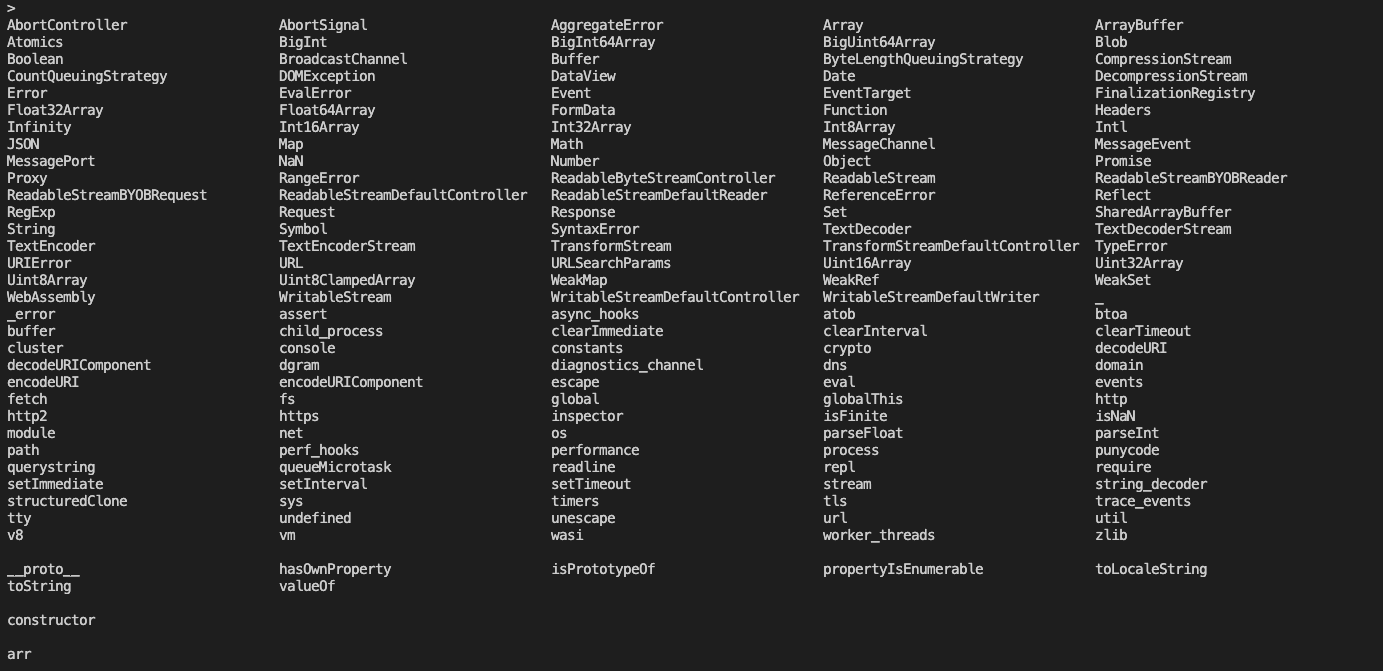 >
AbortController AbortSignal AggregateError Array ArrayBuffer
Atomics BigInt BigInt64Array BigUint64Array Blob
Boolean BroadcastChannel Buffer ByteLengthQueuingStrategy CompressionStream
CountQueuingStrategy DOMException DataView Date DecompressionStream
Error EvalError Event EventTarget FinalizationRegistry
Float32Array Float64Array FormData Function Headers
Infinity Int16Array Int32Array Int8Array Intl
JSON Map Math MessageChannel MessageEvent
MessagePort NaN Number Object Promise
Proxy RangeError ReadableByteStreamController ReadableStream ReadableStreamBYOBReader
ReadableStreamBYOBRequest ReadableStreamDefaultController ReadableStreamDefaultReader ReferenceError Reflect
RegExp Request Response Set SharedArrayBuffer
String Symbol SyntaxError TextDecoder TextDecoderStream
TextEncoder TextEncoderStream TransformStream TransformStreamDefaultController TypeError
URIError URL URLSearchParams Uint16Array Uint32Array
Uint8Array Uint8ClampedArray WeakMap WeakRef WeakSet
WebAssembly WritableStream WritableStreamDefaultController WritableStreamDefaultWriter _
_error assert async_hooks atob btoa
buffer child_process clearImmediate clearInterval clearTimeout
cluster console constants crypto decodeURI
decodeURIComponent dgram diagnostics_channel dns domain
encodeURI encodeURIComponent escape eval events
fetch fs global globalThis http
http2 https inspector isFinite isNaN
module net os parseFloat parseInt
path perf_hooks performance process punycode
querystring queueMicrotask readline repl require
setImmediate setInterval setTimeout stream string_decoder
structuredClone sys timers tls trace_events
tty undefined unescape url util
v8 vm wasi worker_threads zlib
__proto__ hasOwnProperty isPrototypeOf propertyIsEnumerable toLocaleString
toString valueOf
constructor
arr